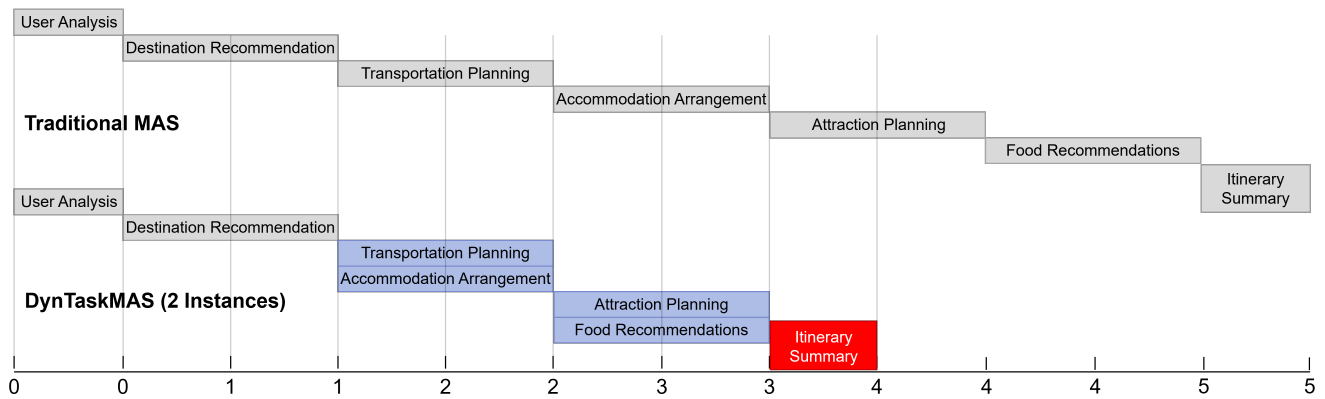 User Analysis
Destination Recommendation
Transportation Planning
Accommodation Arrangement
Traditional MAS
Attraction Planning
Food Recommendations
Itinerary
Summary
User Analysis
Destination Recommendation
Transportation Planning
Accommodation Arrangement
DynTaskMAS (2 Instances)
Attraction Planning
Food Recommendations
Itinerary
Summary
0 0 1 1 2 2 3 3 4 4 4 5 5